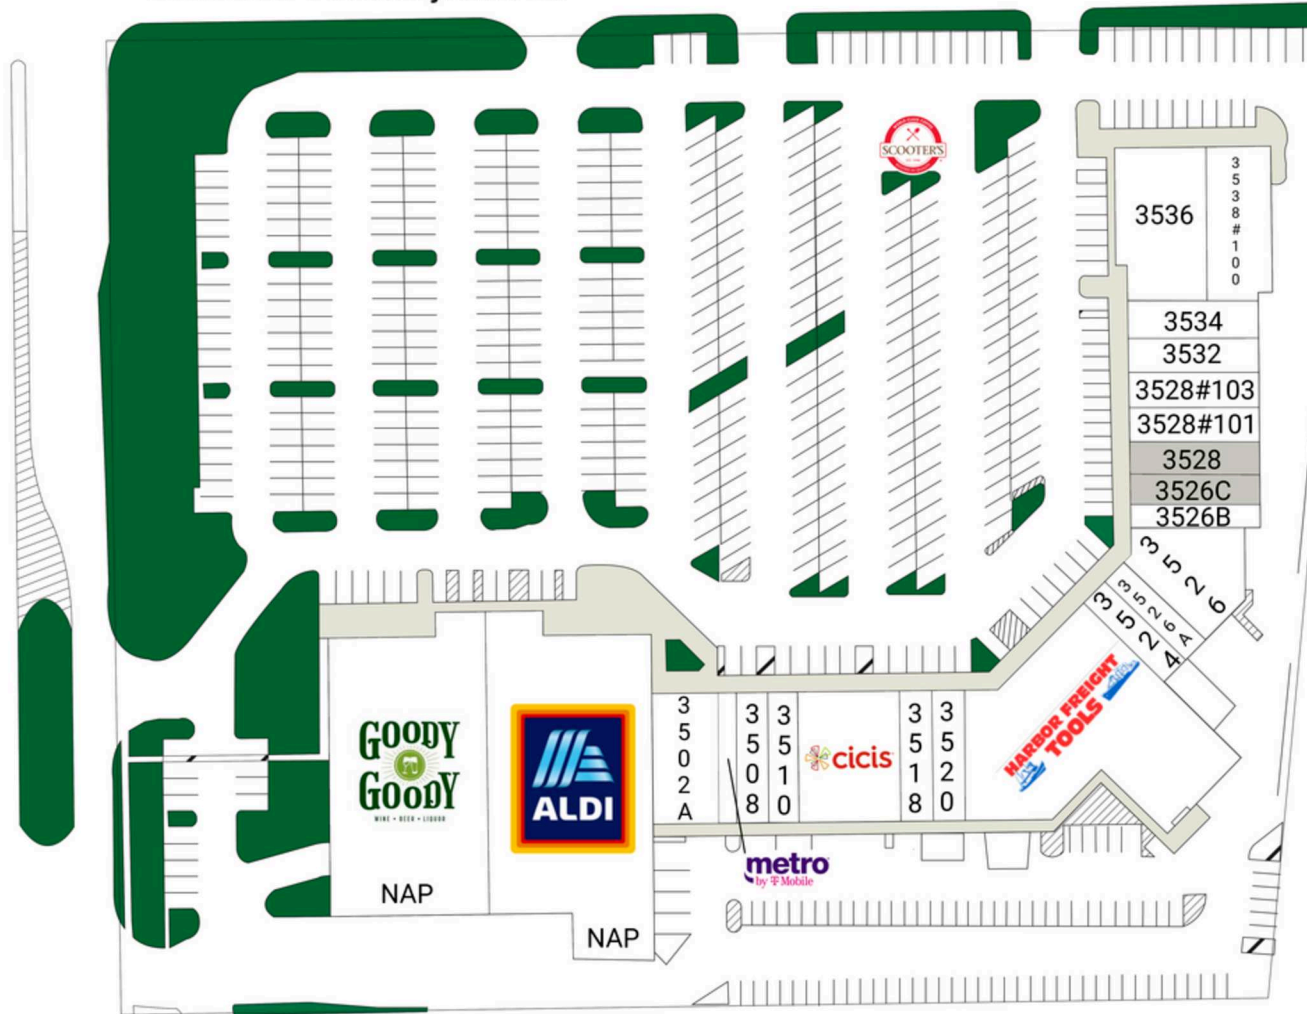 SCOOTER'S
3536
3538#100
3534
3532
3528#103
3528#101
3528
3526C
3526B
3526
3526A
3524
HARBOR FREIGHT
TOOLS
GOODY
GOODY
WINE • BEER • LIQUOR
NAP
ALDI
NAP
3502A
3508
3510
cicis
3518
3520
metro
by T Mobile